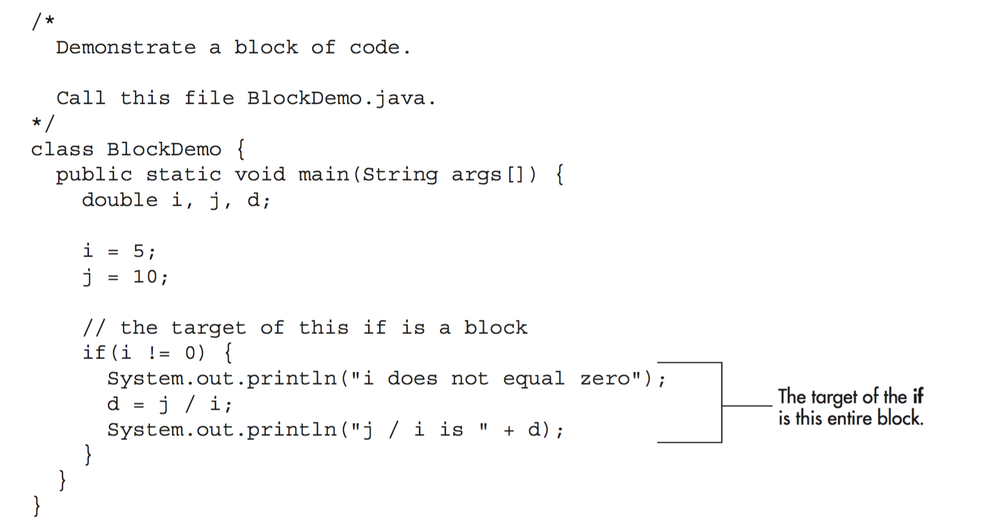 /*
  Demonstrate a block of code.

  Call this file BlockDemo.java.
*/
class BlockDemo {
  public static void main(String args[]) {
    double i, j, d;

    i = 5;
    j = 10;

    // the target of this if is a block
    if(i != 0) {
      System.out.println("i does not equal zero");
      d = j / i;
      System.out.println("j / i is " + d);
    }
  }
}
The target of the if
is this entire block.